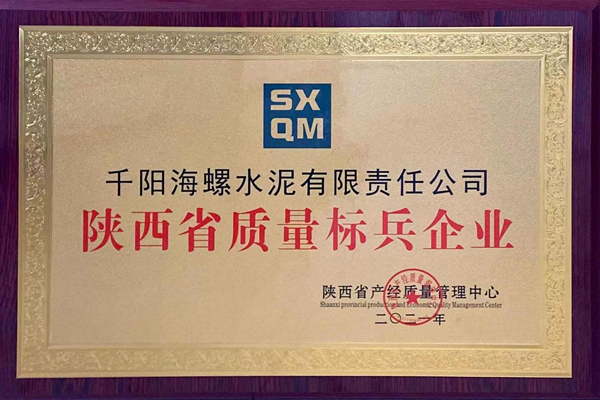 SX
QM
千阳海螺水泥有限责任公司
陕西省质量标兵企业
陕西省产经质量管理中心
Shaanxi provincial production and Economic Quality Management Center
二〇二一年